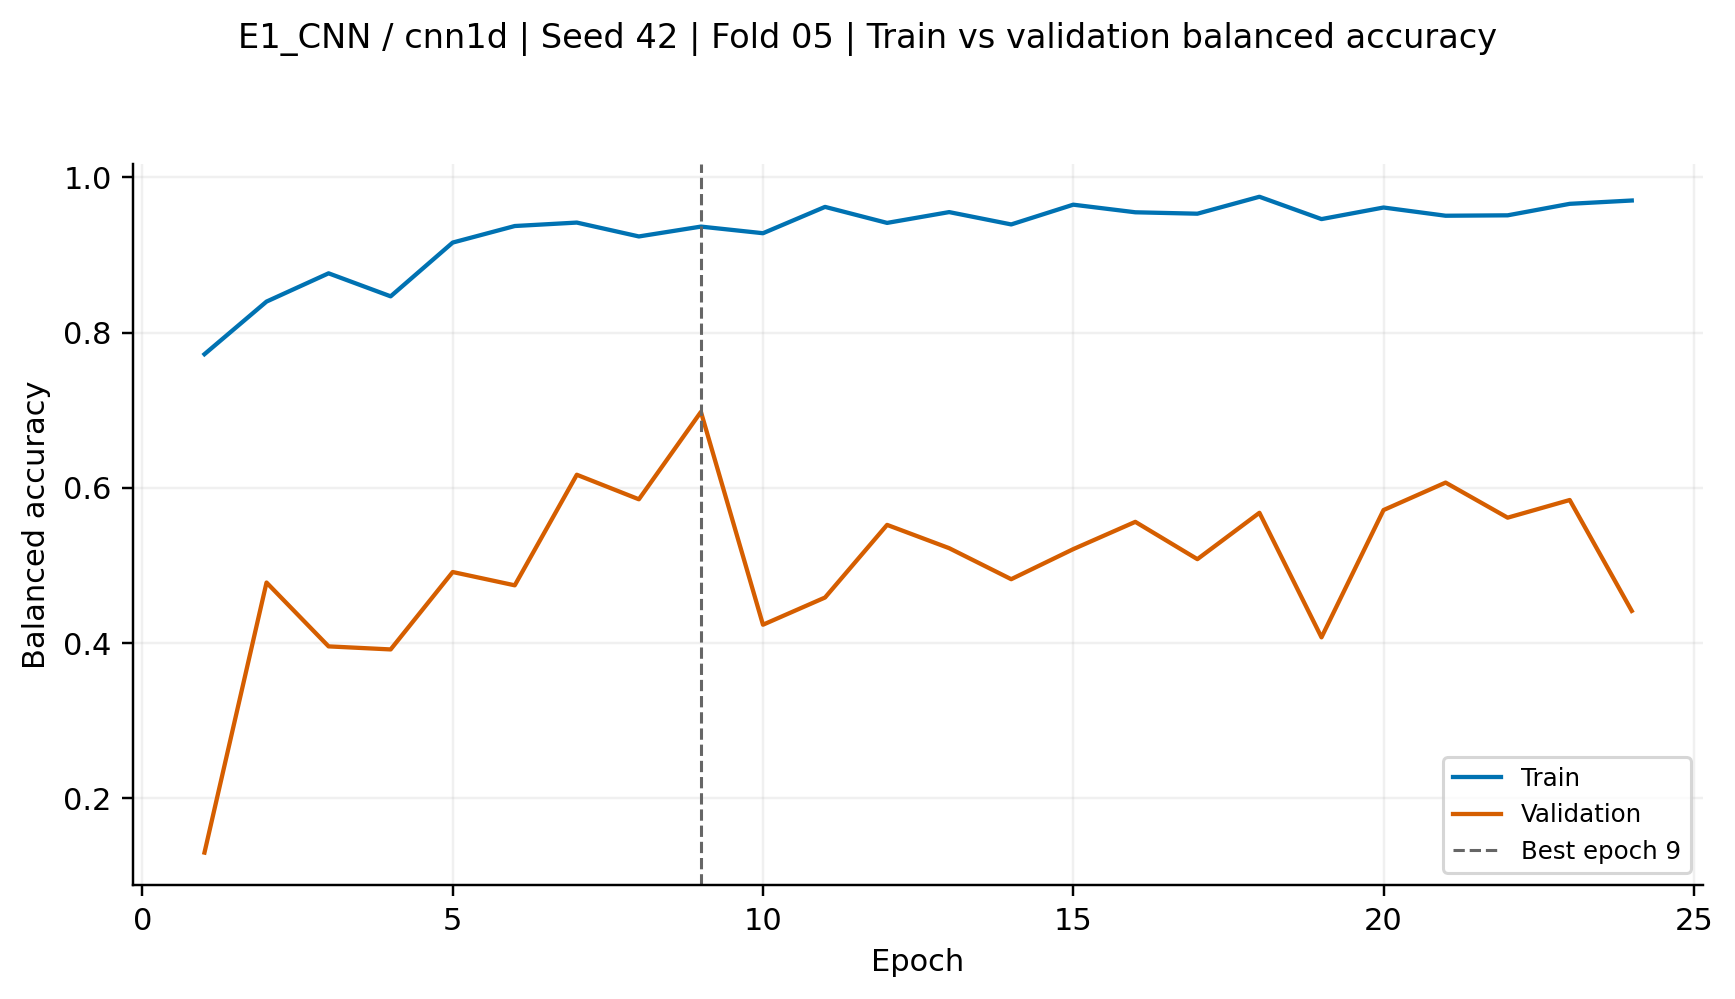 E1_CNN / cnn1d | Seed 42 | Fold 05 | Train vs validation balanced accuracy
1.0
0.8
0.6
0.4
0.2
Balanced accuracy
Train
Validation
Best epoch 9
0 5 10 15 20 25
Epoch